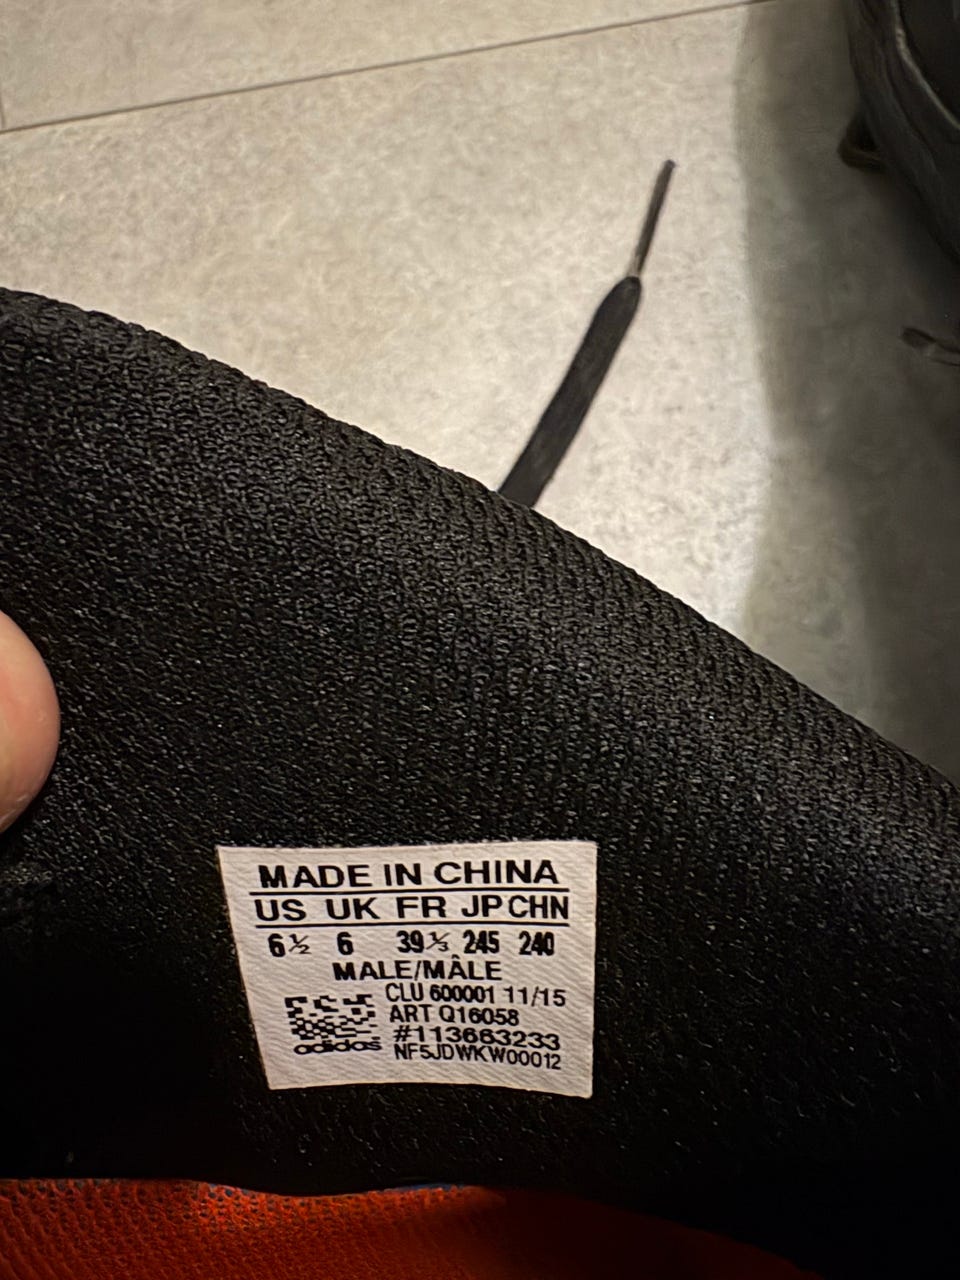 MADE IN CHINA
US UK FR JP CHN
6½ 6 39⅓ 245 240
MALE/MÂLE
CLU 600001 11/15
ART Q16058
#113663233
NF5JDWKW00012
adidas